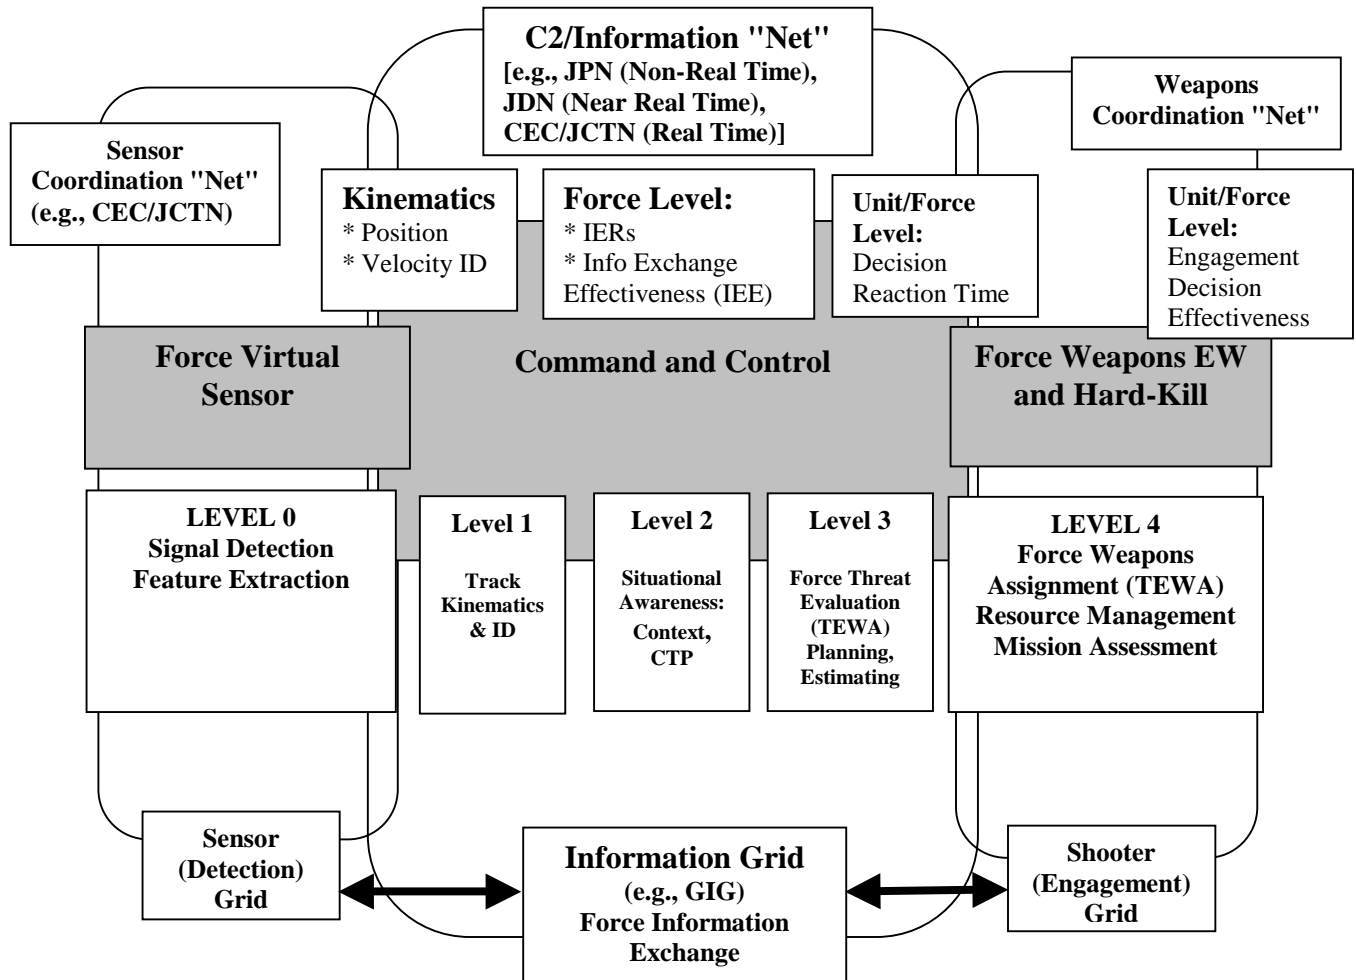 C2/Information "Net"
[e.g., JPN (Non-Real Time),
JDN (Near Real Time),
CEC/JCTN (Real Time)]
Weapons
Coordination "Net"
Sensor
Coordination "Net"
(e.g., CEC/JCTN)
Kinematics
* Position
* Velocity ID
Force Level:
* IERs
* Info Exchange
Effectiveness (IEE)
Unit/Force
Level:
Decision
Reaction Time
Unit/Force
Level:
Engagement
Decision
Effectiveness
Force Virtual
Sensor
Command and Control
Force Weapons EW
and Hard-Kill
LEVEL 0
Signal Detection
Feature Extraction
Level 1
Track
Kinematics
& ID
Level 2
Situational
Awareness:
Context,
CTP
Level 3
Force Threat
Evaluation
(TEWA)
Planning,
Estimating
LEVEL 4
Force Weapons
Assignment (TEWA)
Resource Management
Mission Assessment
Sensor
(Detection)
Grid
Information Grid
(e.g., GIG)
Force Information
Exchange
Shooter
(Engagement)
Grid